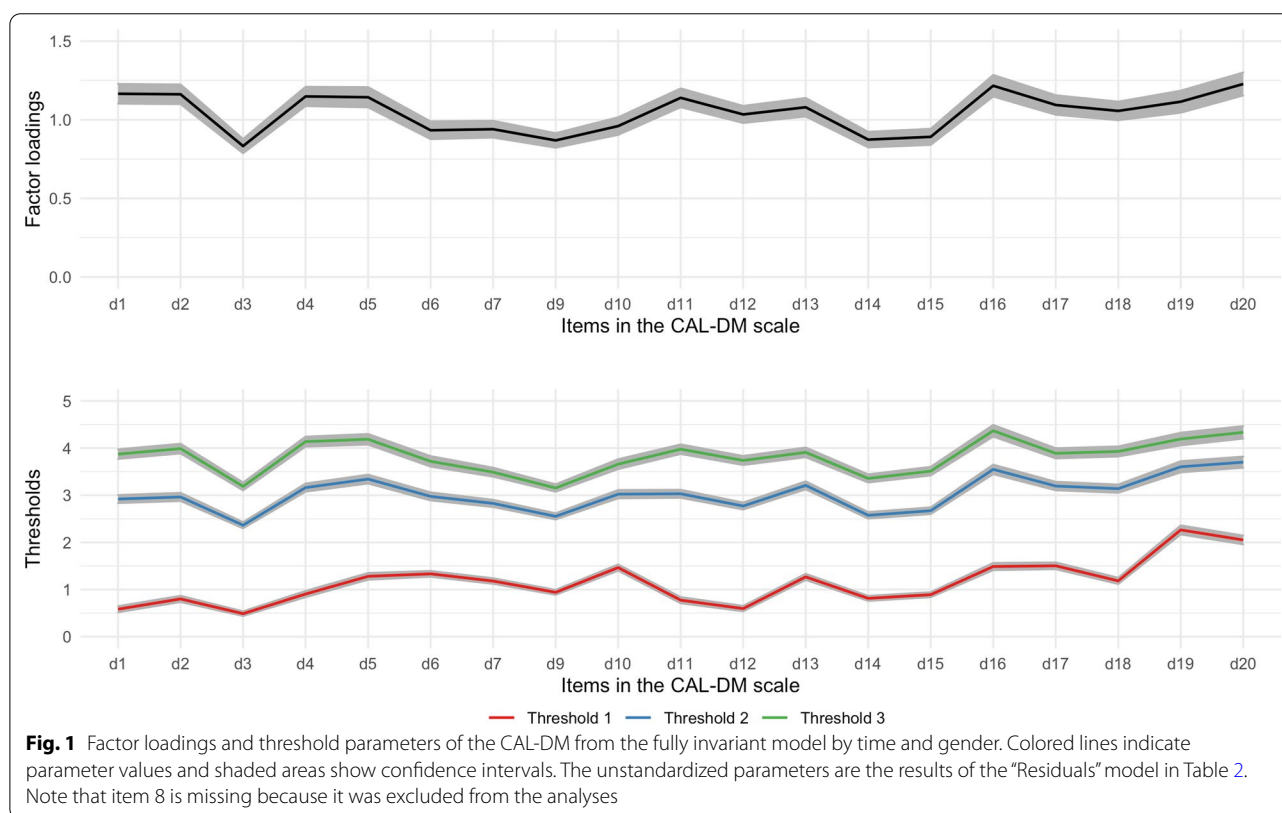 1.5
1.0
0.5
0.0
Factor loadings
d1 d2 d3 d4 d5 d6 d7 d9 d10 d11 d12 d13 d14 d15 d16 d17 d18 d19 d20
Items in the CAL-DM scale
5
4
3
2
1
0
Thresholds
d1 d2 d3 d4 d5 d6 d7 d9 d10 d11 d12 d13 d14 d15 d16 d17 d18 d19 d20
Items in the CAL-DM scale
Threshold 1 Threshold 2 Threshold 3
Fig. 1 Factor loadings and threshold parameters of the CAL-DM from the fully invariant model by time and gender. Colored lines indicate
parameter values and shaded areas show confidence intervals. The unstandardized parameters are the results of the “Residuals” model in Table 2.
Note that item 8 is missing because it was excluded from the analyses